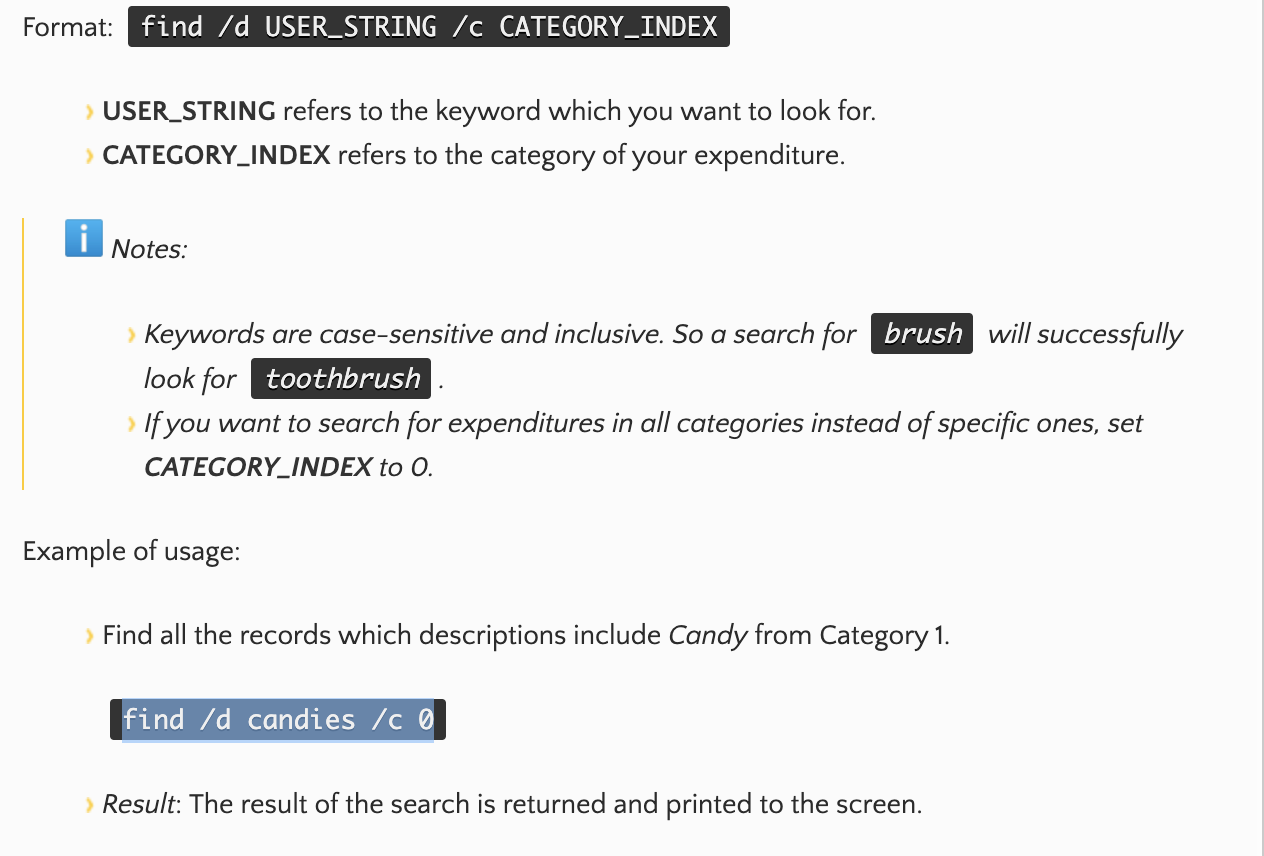 Format: find /d USER_STRING /c CATEGORY_INDEX
› USER_STRING refers to the keyword which you want to look for.
› CATEGORY_INDEX refers to the category of your expenditure.
i Notes:
› Keywords are case-sensitive and inclusive. So a search for brush will successfully
look for toothbrush .
› If you want to search for expenditures in all categories instead of specific ones, set
CATEGORY_INDEX to 0.
Example of usage:
› Find all the records which descriptions include Candy from Category 1.
find /d candies /c 0
› Result: The result of the search is returned and printed to the screen.